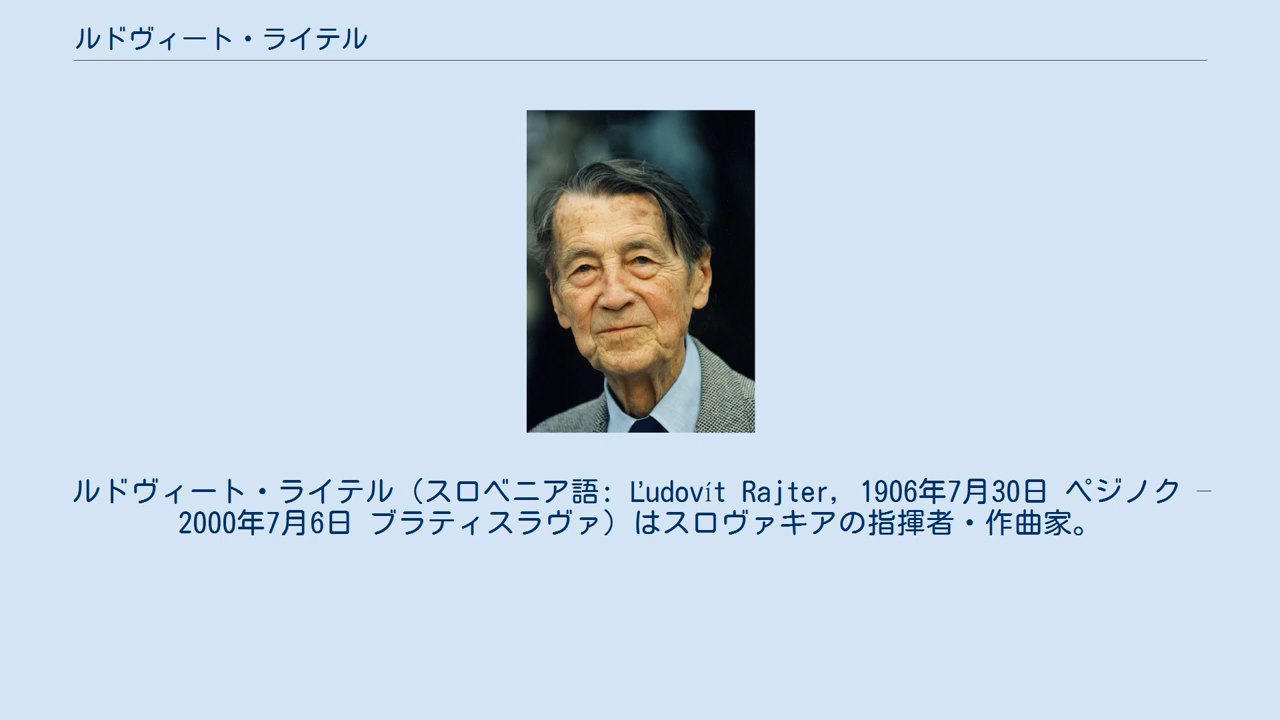 ルドヴィート・ライテル
ルドヴィート・ライテル（スロベニア語: Ľudovít Rajter, 1906年7月30日 ペジノク –
2000年7月6日 ブラティスラヴァ）はスロヴァキアの指揮者・作曲家。